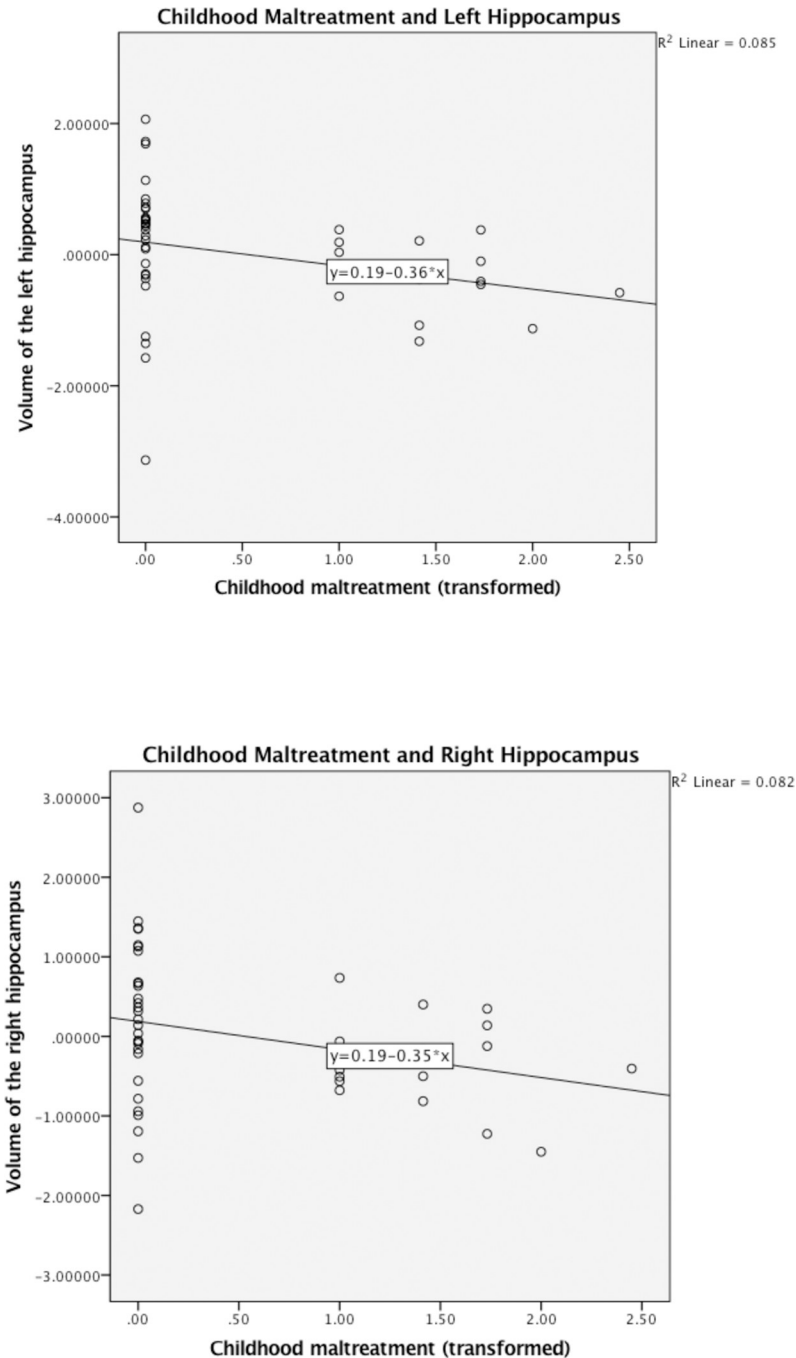 Childhood Maltreatment and Left Hippocampus
R² Linear = 0.085
Volume of the left hippocampus
2.00000
.00000
-2.00000
-4.00000
y=0.19-0.36*x
.00 .50 1.00 1.50 2.00 2.50
Childhood maltreatment (transformed)
Childhood Maltreatment and Right Hippocampus
R² Linear = 0.082
Volume of the right hippocampus
3.00000
2.00000
1.00000
.00000
-1.00000
-2.00000
-3.00000
y=0.19-0.35*x
.00 .50 1.00 1.50 2.00 2.50
Childhood maltreatment (transformed)